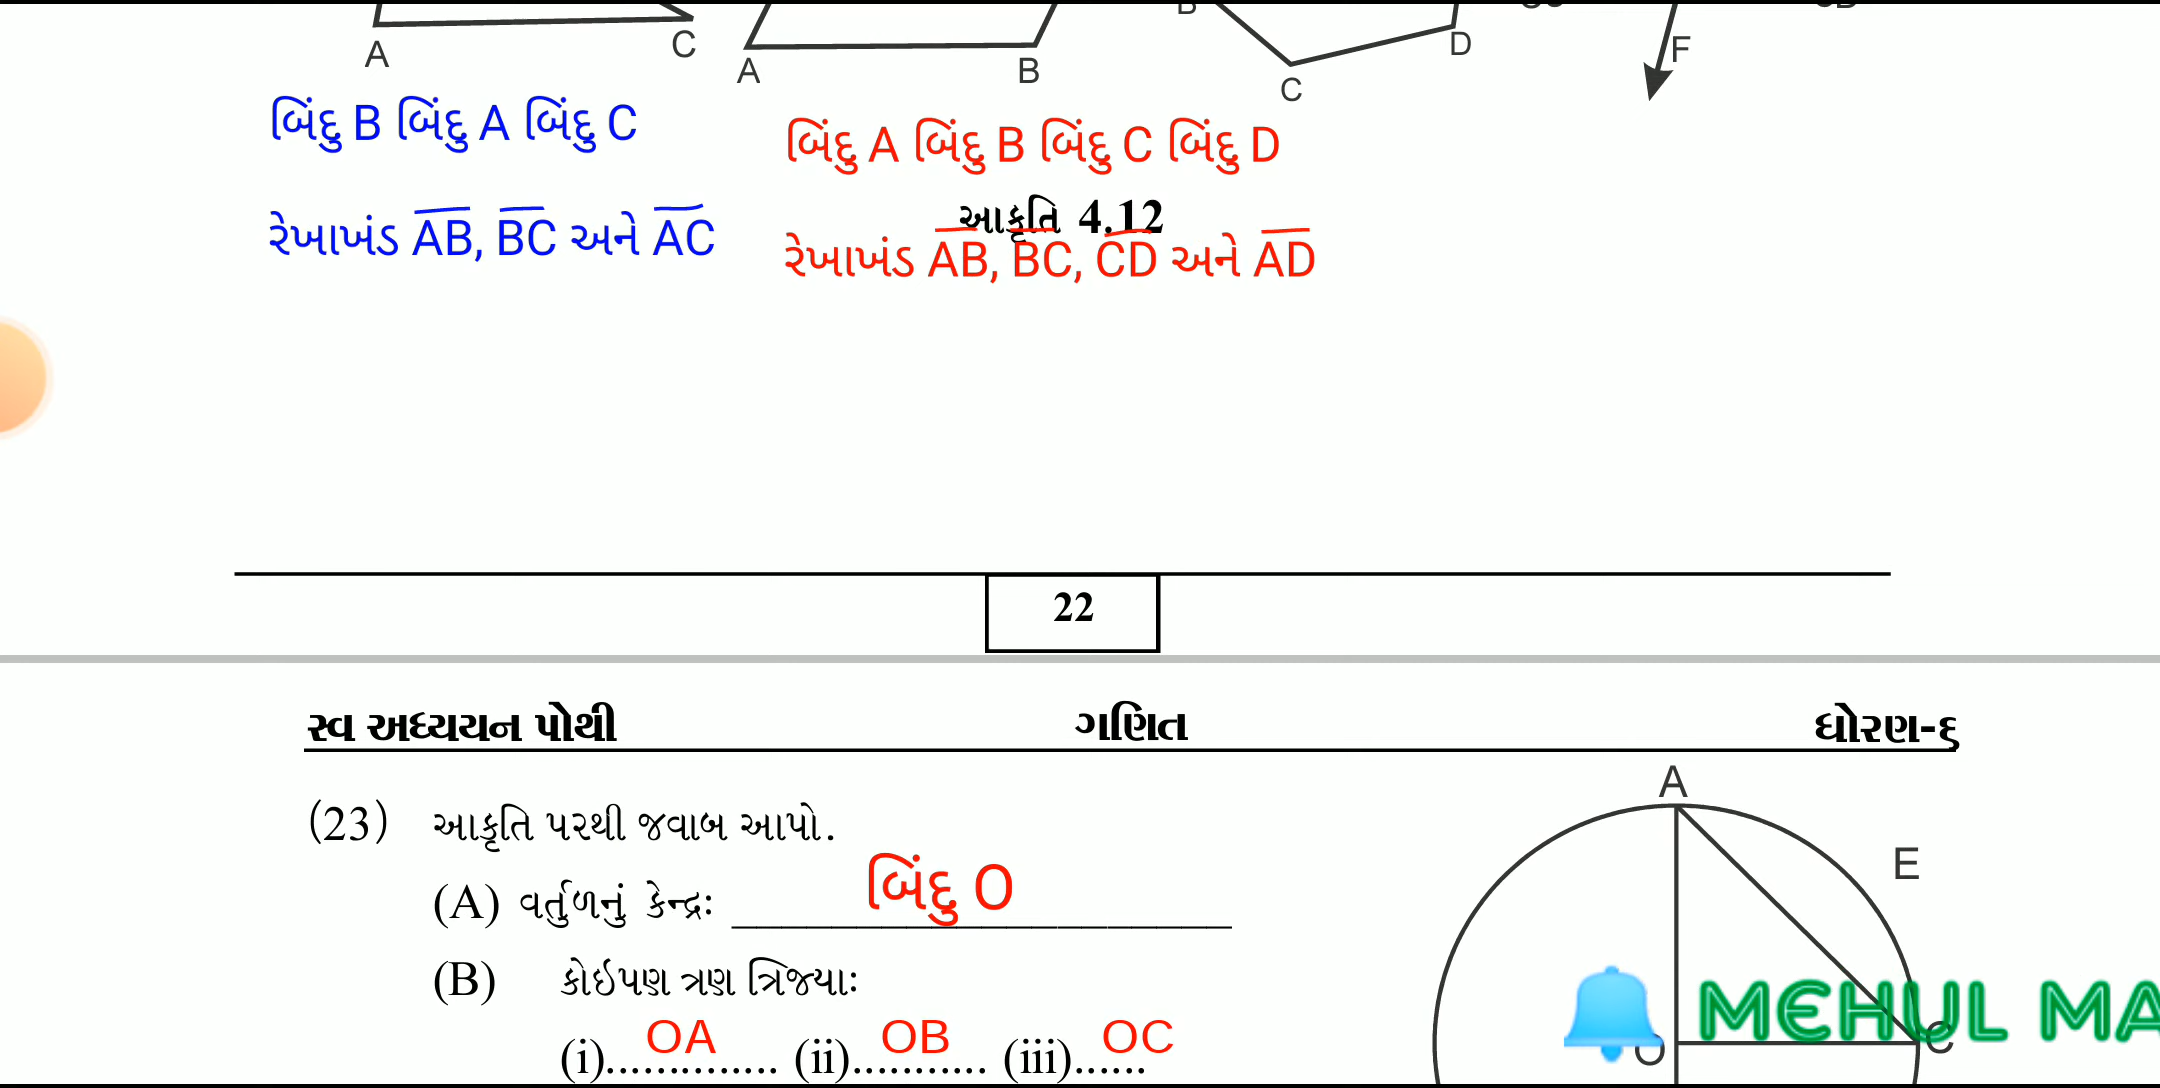 A C A B C D F
બિંદુ B બિંદુ A બિંદુ C
બિંદુ A બિંદુ B બિંદુ C બિંદુ D
આકૃતિ 4.12
રેખાખંડ AB, BC અને AC
રેખાખંડ AB, BC, CD અને AD
22
સ્વ અધ્યયન પોથી ગણિત ધોરણ-૬
(23) આકૃતિ પરથી જવાબ આપો.
(A) વર્તુળનું કેન્દ્રઃ બિંદુ O
(B) કોઈપણ ત્રણ ત્રિજ્યાઃ
(i)..............OA (ii)...........OB (iii)......OC
A
E
O C
MEHUL MA